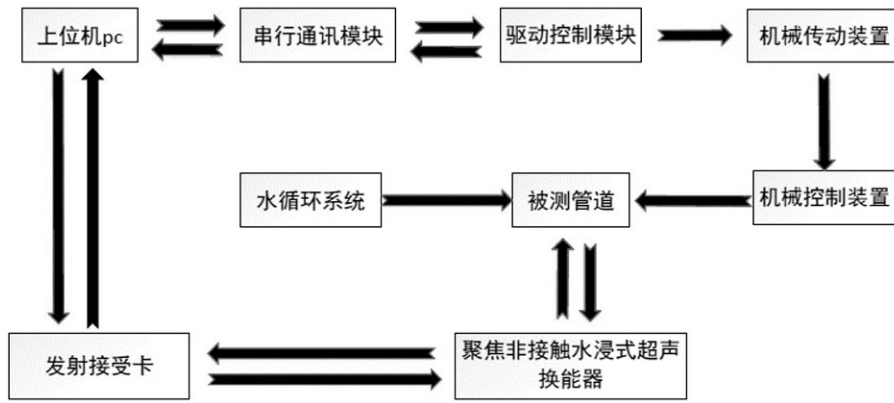 上位机pc
串行通讯模块
驱动控制模块
机械传动装置
水循环系统
被测管道
机械控制装置
发射接受卡
聚焦非接触水浸式超声
换能器